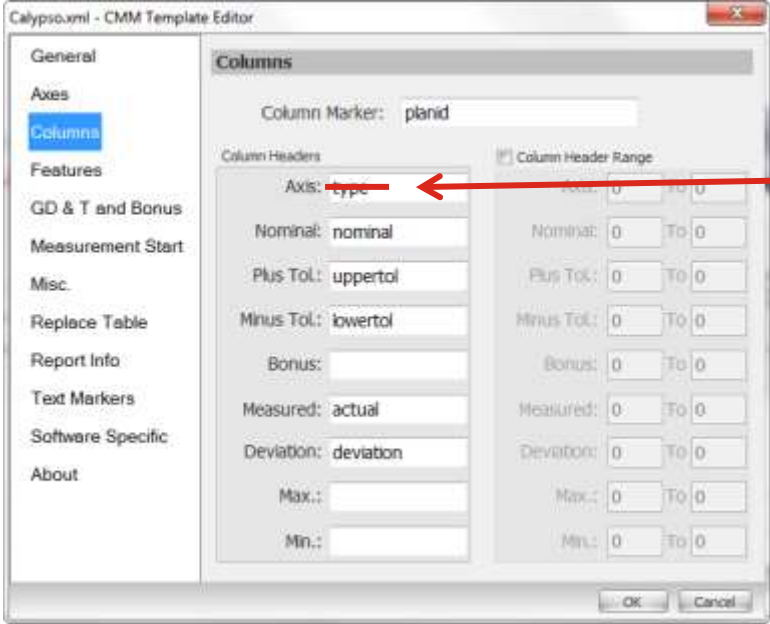 Calypso.xml - CMM Template Editor
General
Axes
Columns
Features
GD & T and Bonus
Measurement Start
Misc.
Replace Table
Report Info
Text Markers
Software Specific
About
Columns
Column Marker: planid
Column Headers
Axis: type
Nominal: nominal
Plus Tol.: uppertol
Minus Tol.: lowertol
Bonus:
Measured: actual
Deviation: deviation
Max.:
Min.:
Column Header Range
Axis: 0 To 0
Nominal: 0 To 0
Plus Tol.: 0 To 0
Minus Tol.: 0 To 0
Bonus: 0 To 0
Measured: 0 To 0
Deviation: 0 To 0
Max.: 0 To 0
Min.: 0 To 0
OK Cancel